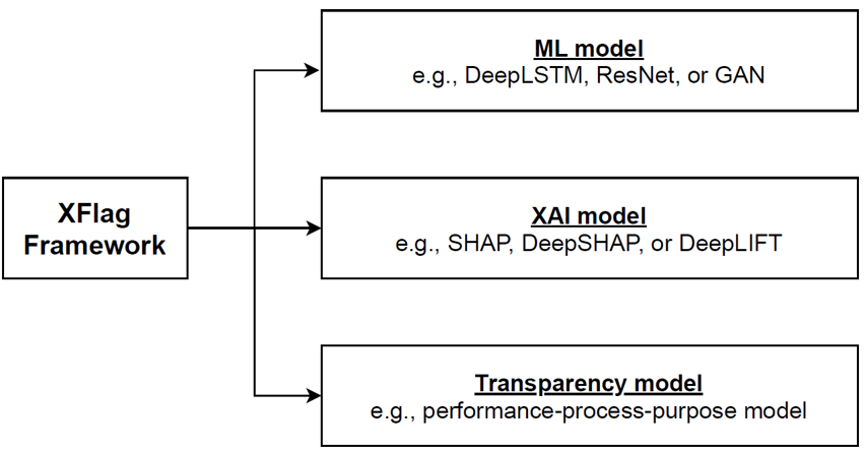 XFlag
Framework
ML model
e.g., DeepLSTM, ResNet, or GAN
XAI model
e.g., SHAP, DeepSHAP, or DeepLIFT
Transparency model
e.g., performance-process-purpose model